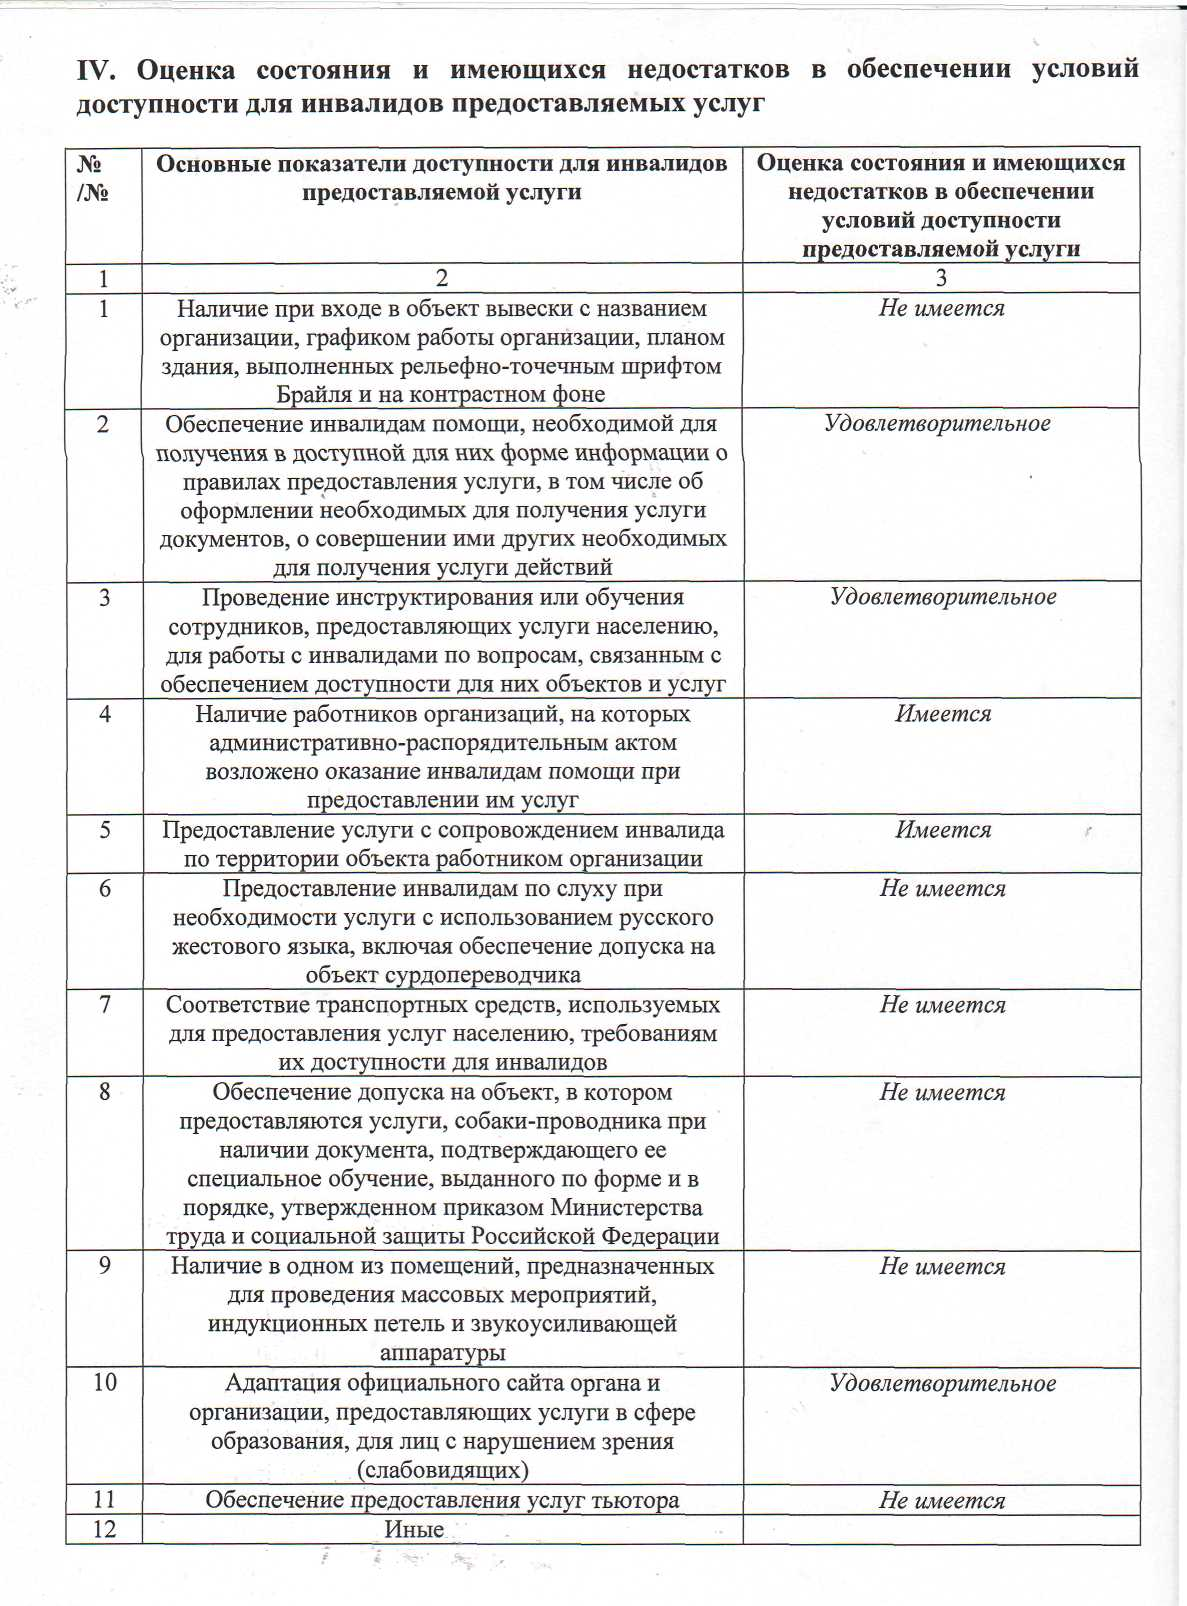 IV. Оценка состояния и имеющихся недостатков в обеспечении условий
доступности для инвалидов предоставляемых услуг
№
/№
Основные показатели доступности для инвалидов
предоставляемой услуги
Оценка состояния и имеющихся
недостатков в обеспечении
условий доступности
предоставляемой услуги
1
2
3
1
Наличие при входе в объект вывески с названием
организации, графиком работы организации, планом
здания, выполненных рельефно-точечным шрифтом
Брайля и на контрастном фоне
Не имеется
2
Обеспечение инвалидам помощи, необходимой для
получения в доступной для них форме информации о
правилах предоставления услуги, в том числе об
оформлении необходимых для получения услуги
документов, о совершении ими других необходимых
для получения услуги действий
Удовлетворительное
3
Проведение инструктирования или обучения
сотрудников, предоставляющих услуги населению,
для работы с инвалидами по вопросам, связанным с
обеспечением доступности для них объектов и услуг
Удовлетворительное
4
Наличие работников организаций, на которых
административно-распорядительным актом
возложено оказание инвалидам помощи при
предоставлении им услуг
Имеется
5
Предоставление услуги с сопровождением инвалида
по территории объекта работником организации
Имеется
6
Предоставление инвалидам по слуху при
необходимости услуги с использованием русского
жестового языка, включая обеспечение допуска на
объект сурдопереводчика
Не имеется
7
Соответствие транспортных средств, используемых
для предоставления услуг населению, требованиям
их доступности для инвалидов
Не имеется
8
Обеспечение допуска на объект, в котором
предоставляются услуги, собаки-проводника при
наличии документа, подтверждающего ее
специальное обучение, выданного по форме и в
порядке, утвержденном приказом Министерства
труда и социальной защиты Российской Федерации
Не имеется
9
Наличие в одном из помещений, предназначенных
для проведения массовых мероприятий,
индукционных петель и звукоусиливающей
аппаратуры
Не имеется
10
Адаптация официального сайта органа и
организации, предоставляющих услуги в сфере
образования, для лиц с нарушением зрения
(слабовидящих)
Удовлетворительное
11
Обеспечение предоставления услуг тьютора
Не имеется
12
Иные